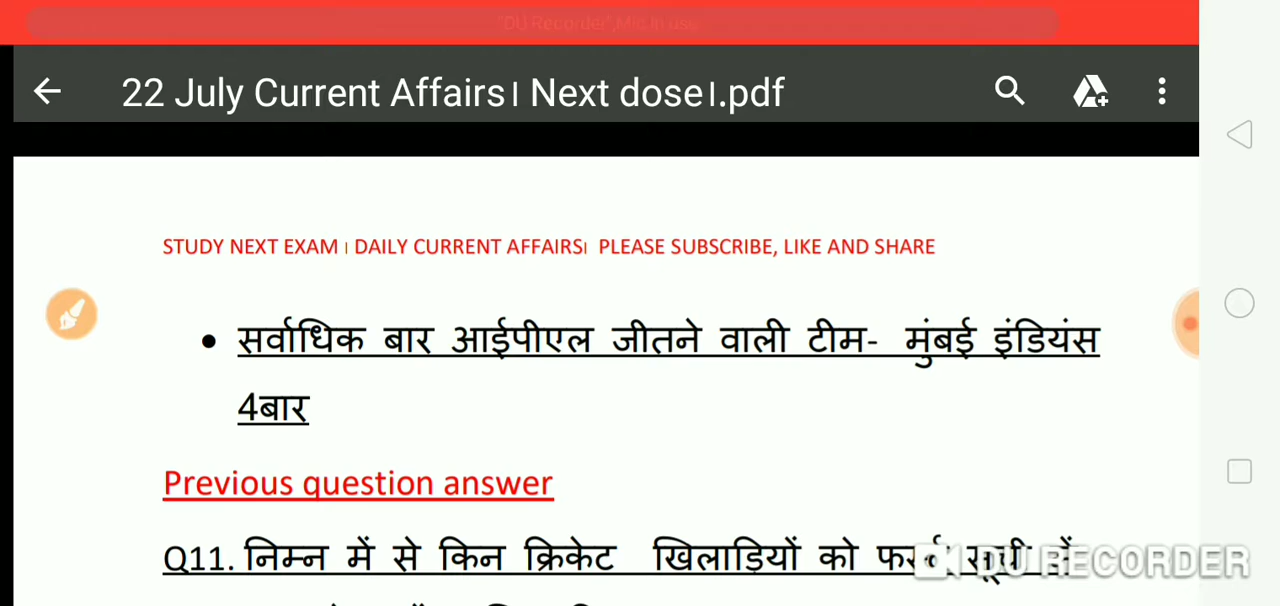 "DU Recorder",Mic.In use
22 July Current Affairs। Next dose।.pdf
STUDY NEXT EXAM । DAILY CURRENT AFFAIRS। PLEASE SUBSCRIBE, LIKE AND SHARE
• सर्वाधिक बार आईपीएल जीतने वाली टीम- मुंबई इंडियंस
4बार
Previous question answer
Q11. निम्न में से किन क्रिकेट खिलाड़ियों को सूची में
DU RECORDER